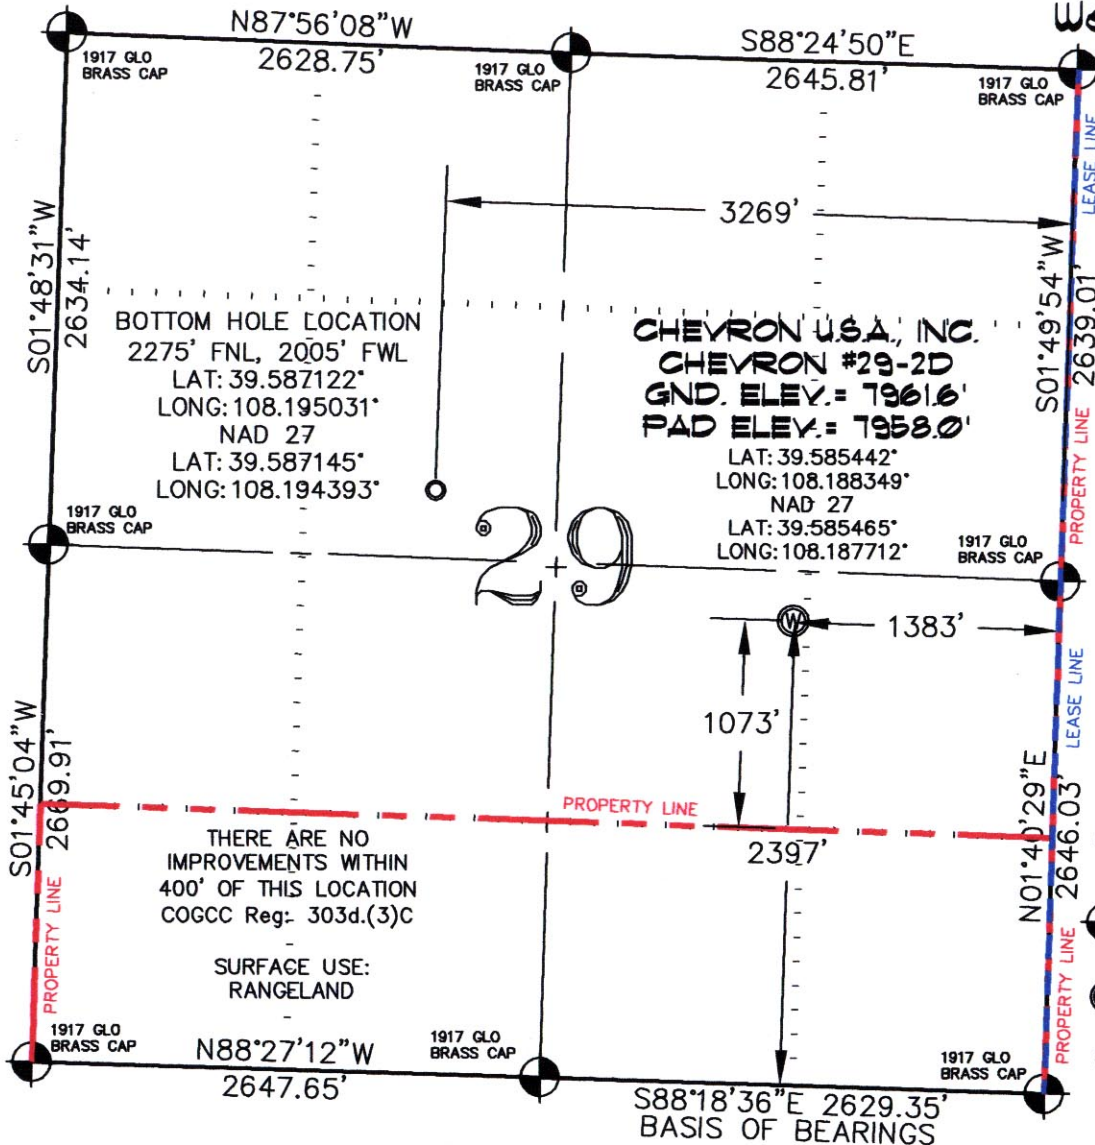 N87°56'08"W
2628.75'
S88°24'50"E
2645.81'
1917 GLO
BRASS CAP
1917 GLO
BRASS CAP
1917 GLO
BRASS CAP
LEASE LINE
3269'
S01°48'31"W
2634.14'
S01°49'54"W
2639.01'
BOTTOM HOLE LOCATION
2275' FNL, 2005' FWL
LAT: 39.587122°
LONG: 108.195031°
NAD 27
LAT: 39.587145°
LONG: 108.194393°
CHEVRON U.S.A., INC.
CHEVRON #29-2D
GND. ELEV.= 7961.6'
PAD ELEV.= 7958.0'
LAT: 39.585442°
LONG: 108.188349°
NAD 27
LAT: 39.585465°
LONG: 108.187712°
PROPERTY LINE
1917 GLO
BRASS CAP
29
1917 GLO
BRASS CAP
W
1383'
1073'
LEASE LINE
S01°45'04"W
2669.91'
PROPERTY LINE
2397'
N01°40'29"E
2646.03'
THERE ARE NO
IMPROVEMENTS WITHIN
400' OF THIS LOCATION
COGCC Reg: 303d.(3)C
SURFACE USE:
RANGELAND
PROPERTY LINE
PROPERTY LINE
1917 GLO
BRASS CAP
N88°27'12"W
2647.65'
1917 GLO
BRASS CAP
1917 GLO
BRASS CAP
S88°18'36"E 2629.35'
BASIS OF BEARINGS